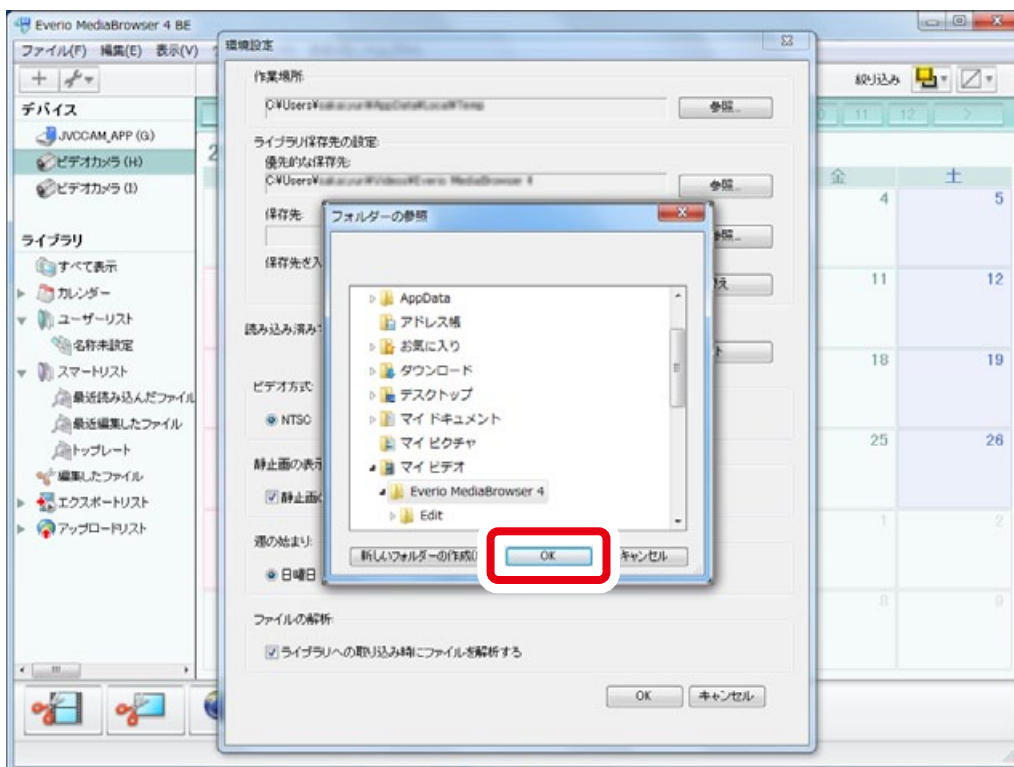 Everio MediaBrowser 4 BE
ファイル(F) 編集(E) 表示(V)
絞り込み
11 12 >
デバイス
JVCCAM_APP (G)
ビデオカメラ (H)
ビデオカメラ (I)
ライブラリ
すべて表示
カレンダー
ユーザーリスト
名称未設定
スマートリスト
最近読み込んだファイル
最近編集したファイル
トップレート
編集したファイル
エクスポートリスト
アップロードリスト
2
金 土
4 5
11 12
18 19
25 26
1 2
8 9
環境設定
作業場所:
C:¥Users¥
参照...
ライブラリ保存先の設定:
優先的な保存先:
C:¥Users¥
参照...
保存先:
参照...
保存先を入
替え
読み込み済み
ト
ビデオ方式:
NTSC
静止画の表示
静止画の
週の始まり:
日曜日
ファイルの解析:
ライブラリへの取り込み時にファイルを解析する
OK キャンセル
フォルダーの参照
AppData
アドレス帳
お気に入り
ダウンロード
デスクトップ
マイ ドキュメント
マイ ピクチャ
マイ ビデオ
Everio MediaBrowser 4
Edit
新しいフォルダーの作成( OK キャンセル